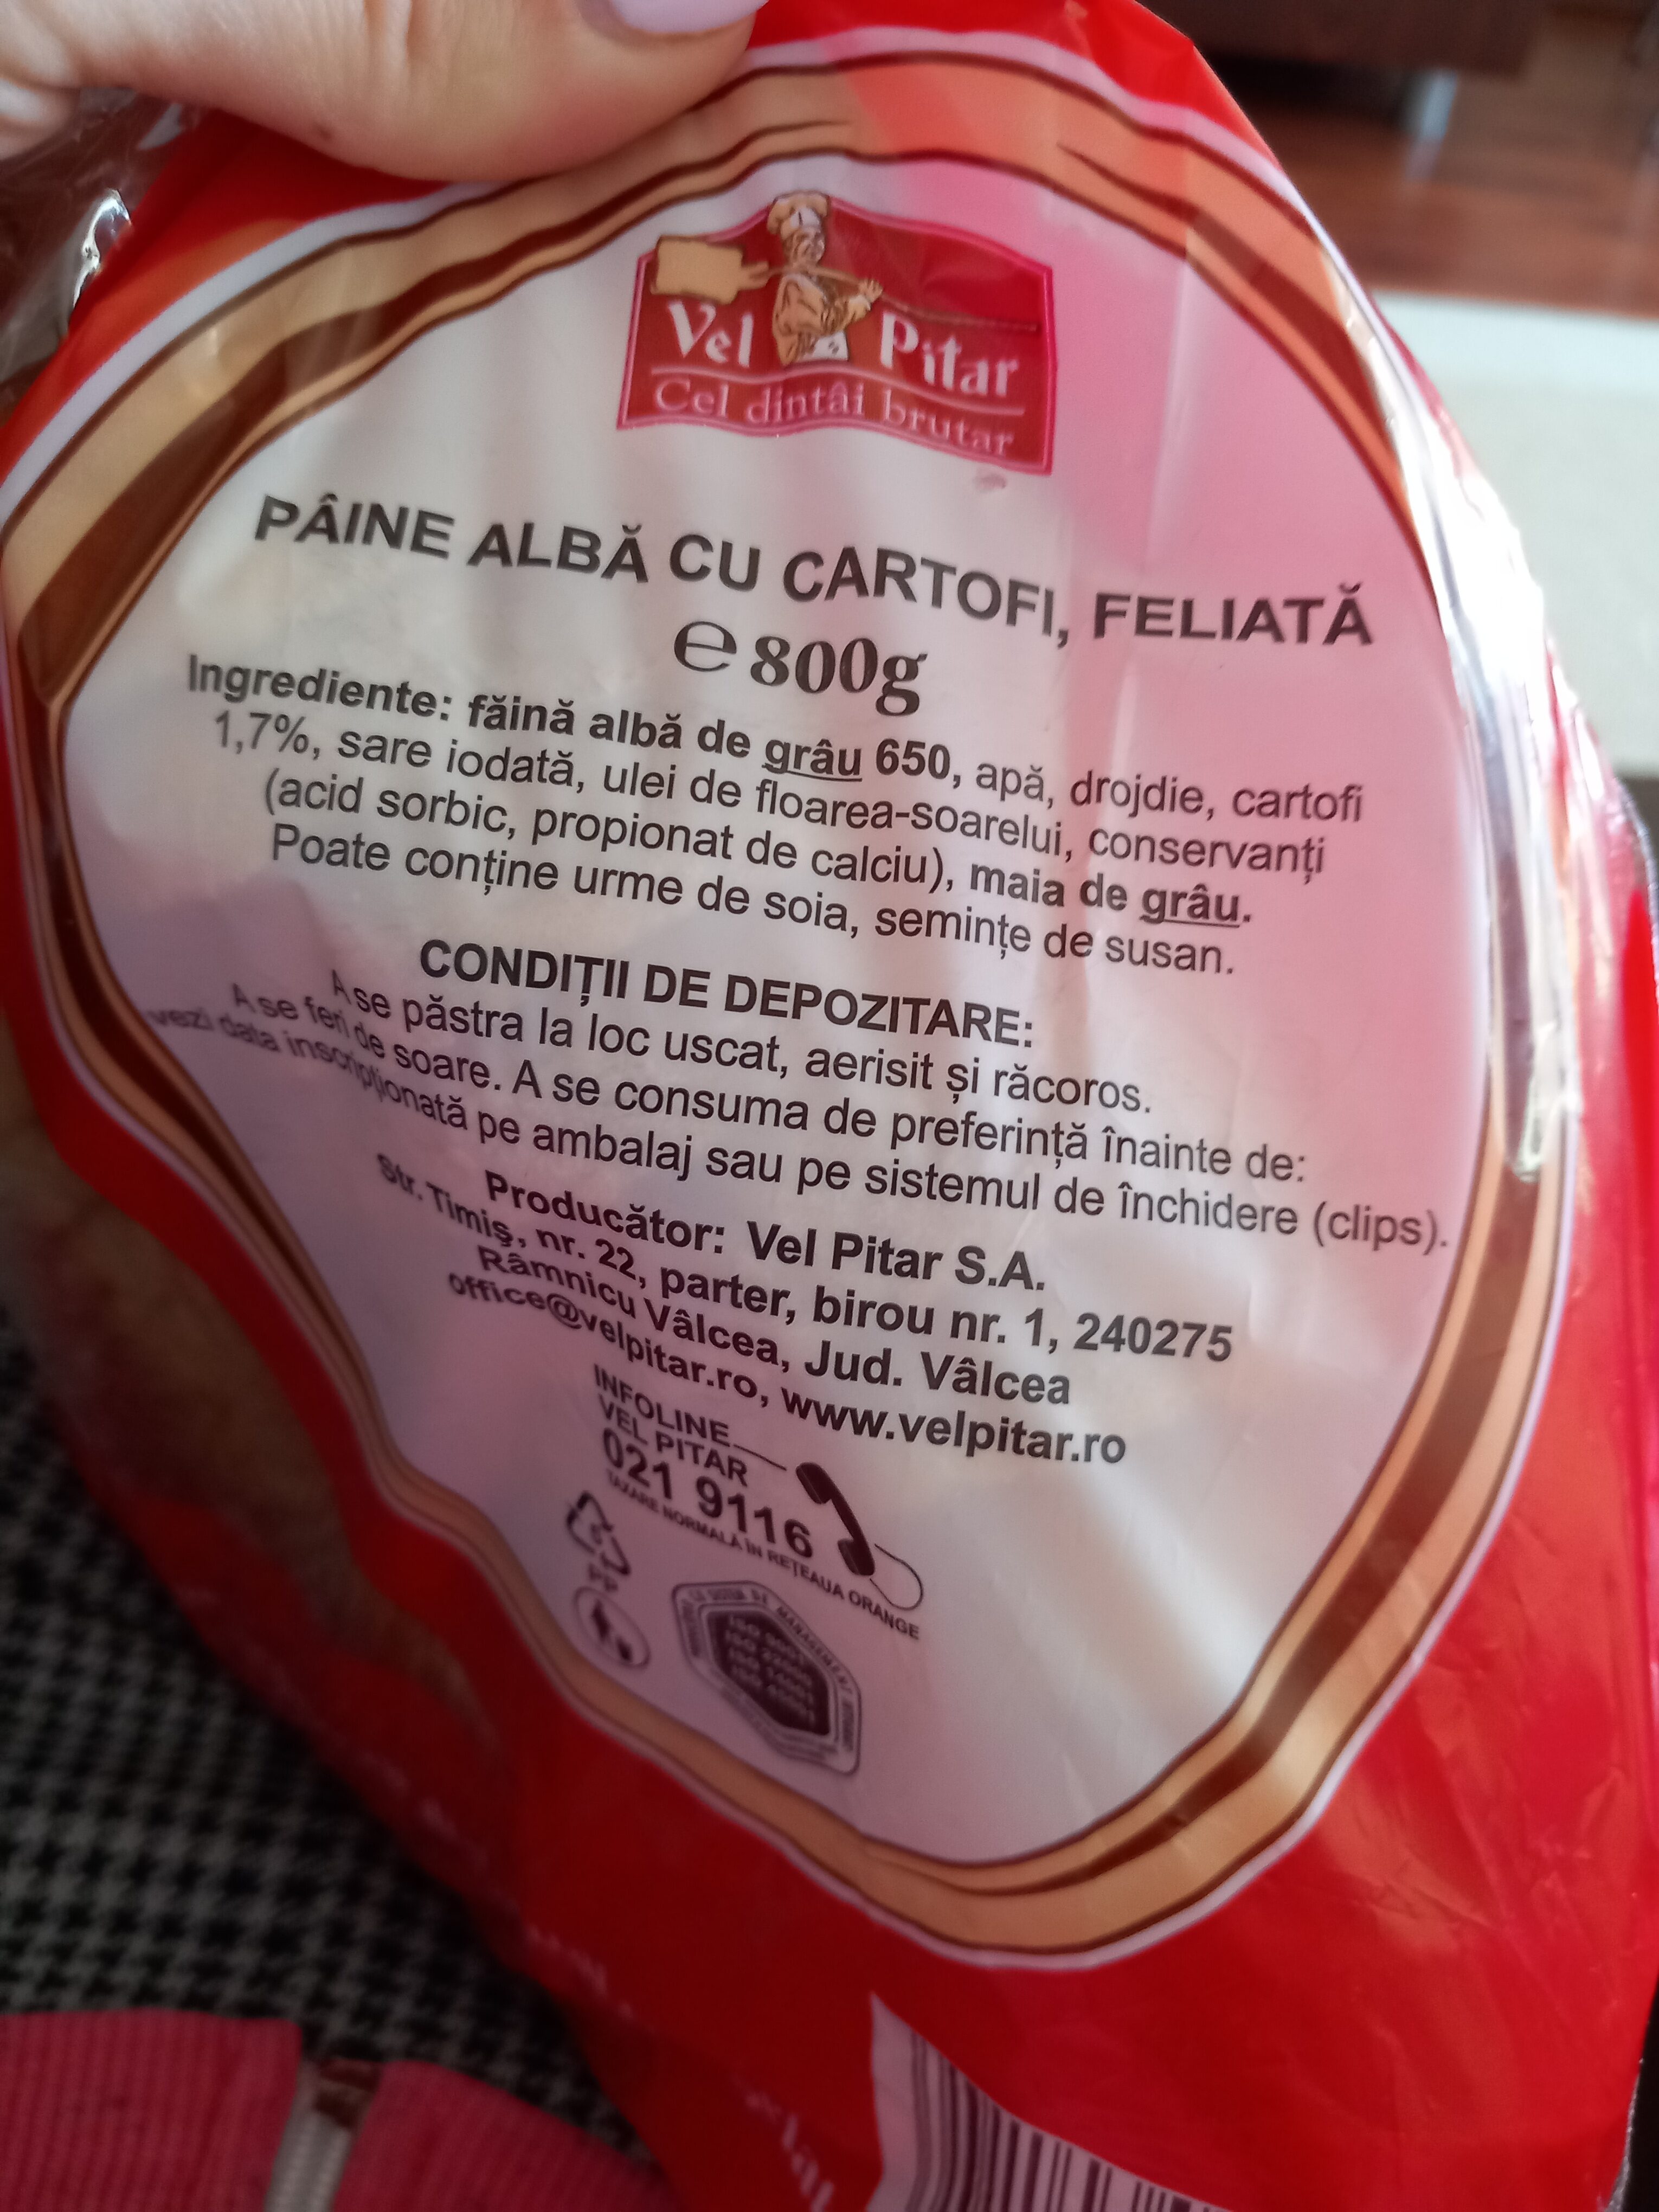 Vel Pitar
Cel dintâi brutar
PÂINE ALBĂ CU CARTOFI, FELIATĂ
℮ 800g
Ingrediente: făină albă de grâu 650, apă, drojdie, cartofi
1,7%, sare iodată, ulei de floarea-soarelui, conservanți
(acid sorbic, propionat de calciu), maia de grâu.
Poate conține urme de soia, semințe de susan.
CONDIȚII DE DEPOZITARE:
A se păstra la loc uscat, aerisit și răcoros.
A se feri de soare. A se consuma de preferință înainte de:
vezi data inscripționată pe ambalaj sau pe sistemul de închidere (clips).
Producător: Vel Pitar S.A.
Str. Timiş, nr. 22, parter, birou nr. 1, 240275
Râmnicu Vâlcea, Jud. Vâlcea
office@velpitar.ro, www.velpitar.ro
INFOLINE
VEL PITAR
021 9116
TAXARE NORMALĂ ÎN REȚEAUA ORANGE
5
PP